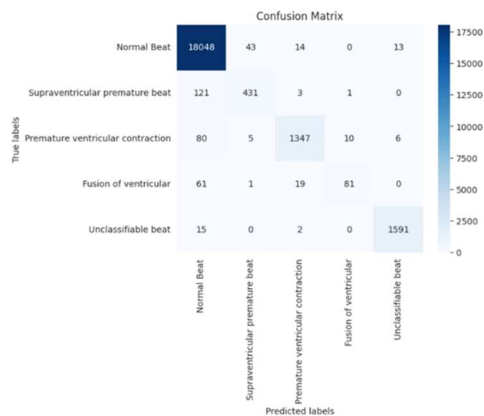 Confusion Matrix
True labels
Normal Beat 18048 43 14 0 13
Supraventricular premature beat 121 431 3 1 0
Premature ventricular contraction 80 5 1347 10 6
Fusion of ventricular 61 1 19 81 0
Unclassifiable beat 15 0 2 0 1591
Normal Beat
Supraventricular premature beat
Premature ventricular contraction
Fusion of ventricular
Unclassifiable beat
Predicted labels
17500
15000
12500
10000
7500
5000
2500
0